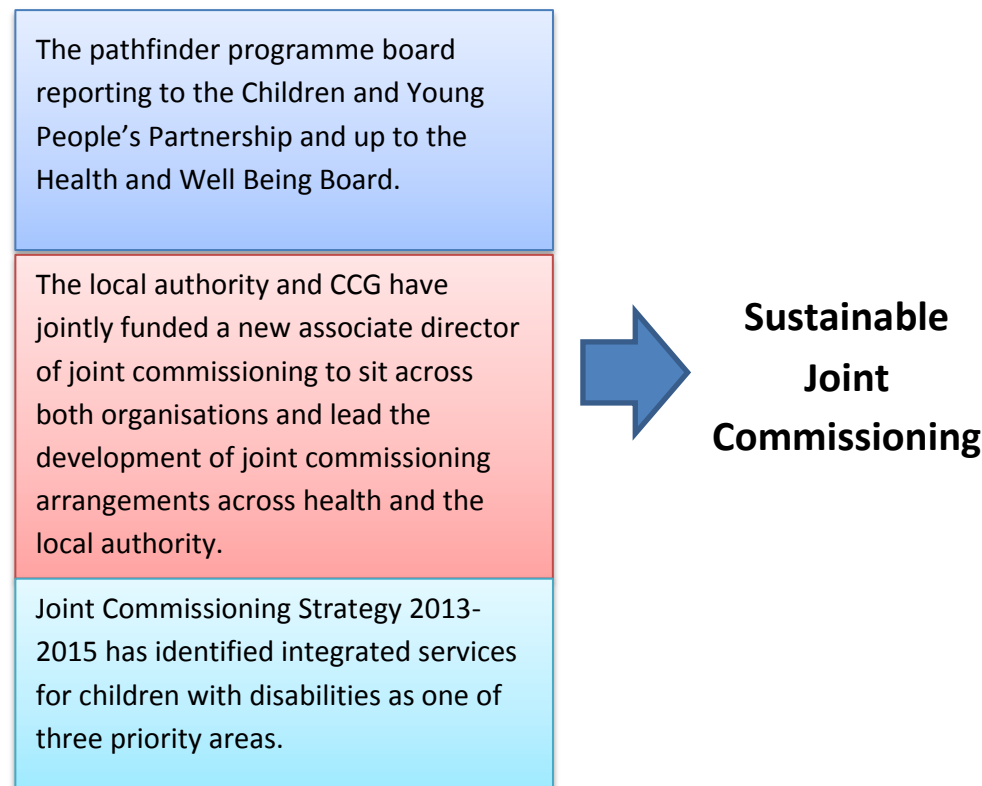 The pathfinder programme board
reporting to the Children and Young
People’s Partnership and up to the
Health and Well Being Board.
The local authority and CCG have
jointly funded a new associate director
of joint commissioning to sit across
both organisations and lead the
development of joint commissioning
arrangements across health and the
local authority.
Joint Commissioning Strategy 2013-
2015 has identified integrated services
for children with disabilities as one of
three priority areas.
Sustainable
Joint
Commissioning